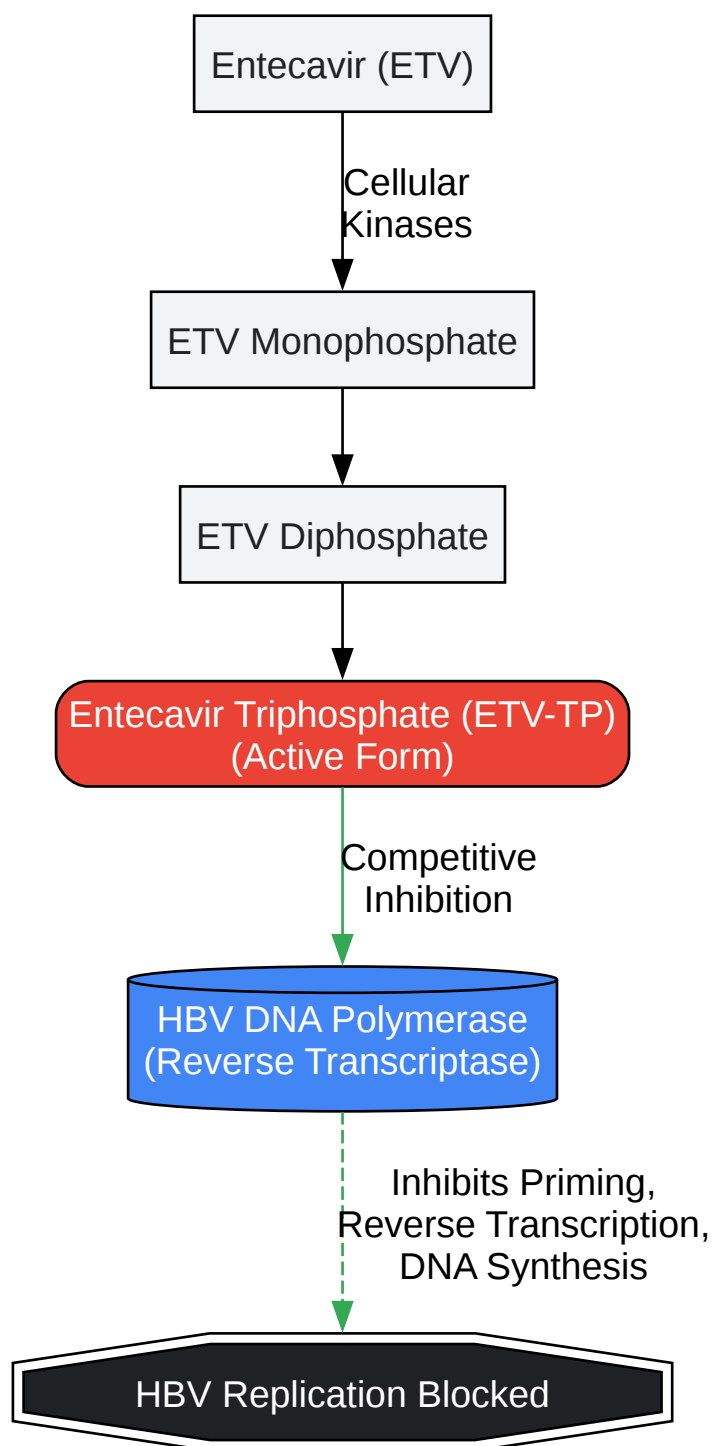 Entecavir (ETV)
Cellular
Kinases
ETV Monophosphate
ETV Diphosphate
Entecavir Triphosphate (ETV-TP)
(Active Form)
Competitive
Inhibition
HBV DNA Polymerase
(Reverse Transcriptase)
Inhibits Priming,
Reverse Transcription,
DNA Synthesis
HBV Replication Blocked